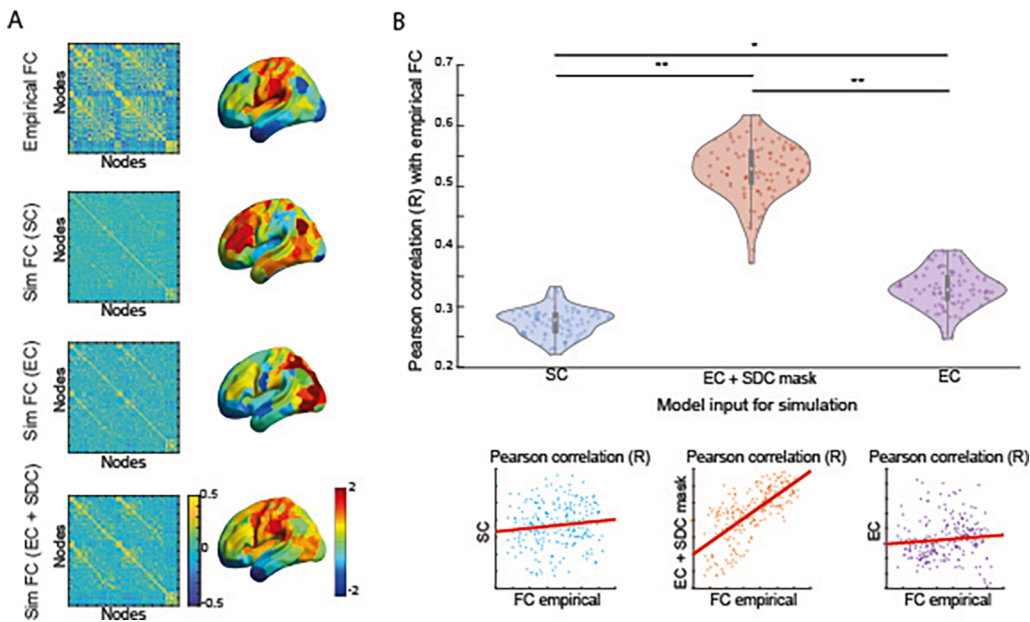 A
Empirical FC
Nodes
Nodes
Sim FC (SC)
Nodes
Nodes
Sim FC (EC)
Nodes
Nodes
Sim FC (EC + SDC)
Nodes
Nodes
0.5
0
-0.5
2
-2
B
Pearson correlation (R) with empirical FC
0.7
0.6
0.5
0.4
0.3
0.2
*
**
**
SC
EC + SDC mask
EC
Model input for simulation
Pearson correlation (R)
SC
FC empirical
Pearson correlation (R)
EC + SDC mask
FC empirical
Pearson correlation (R)
EC
FC empirical